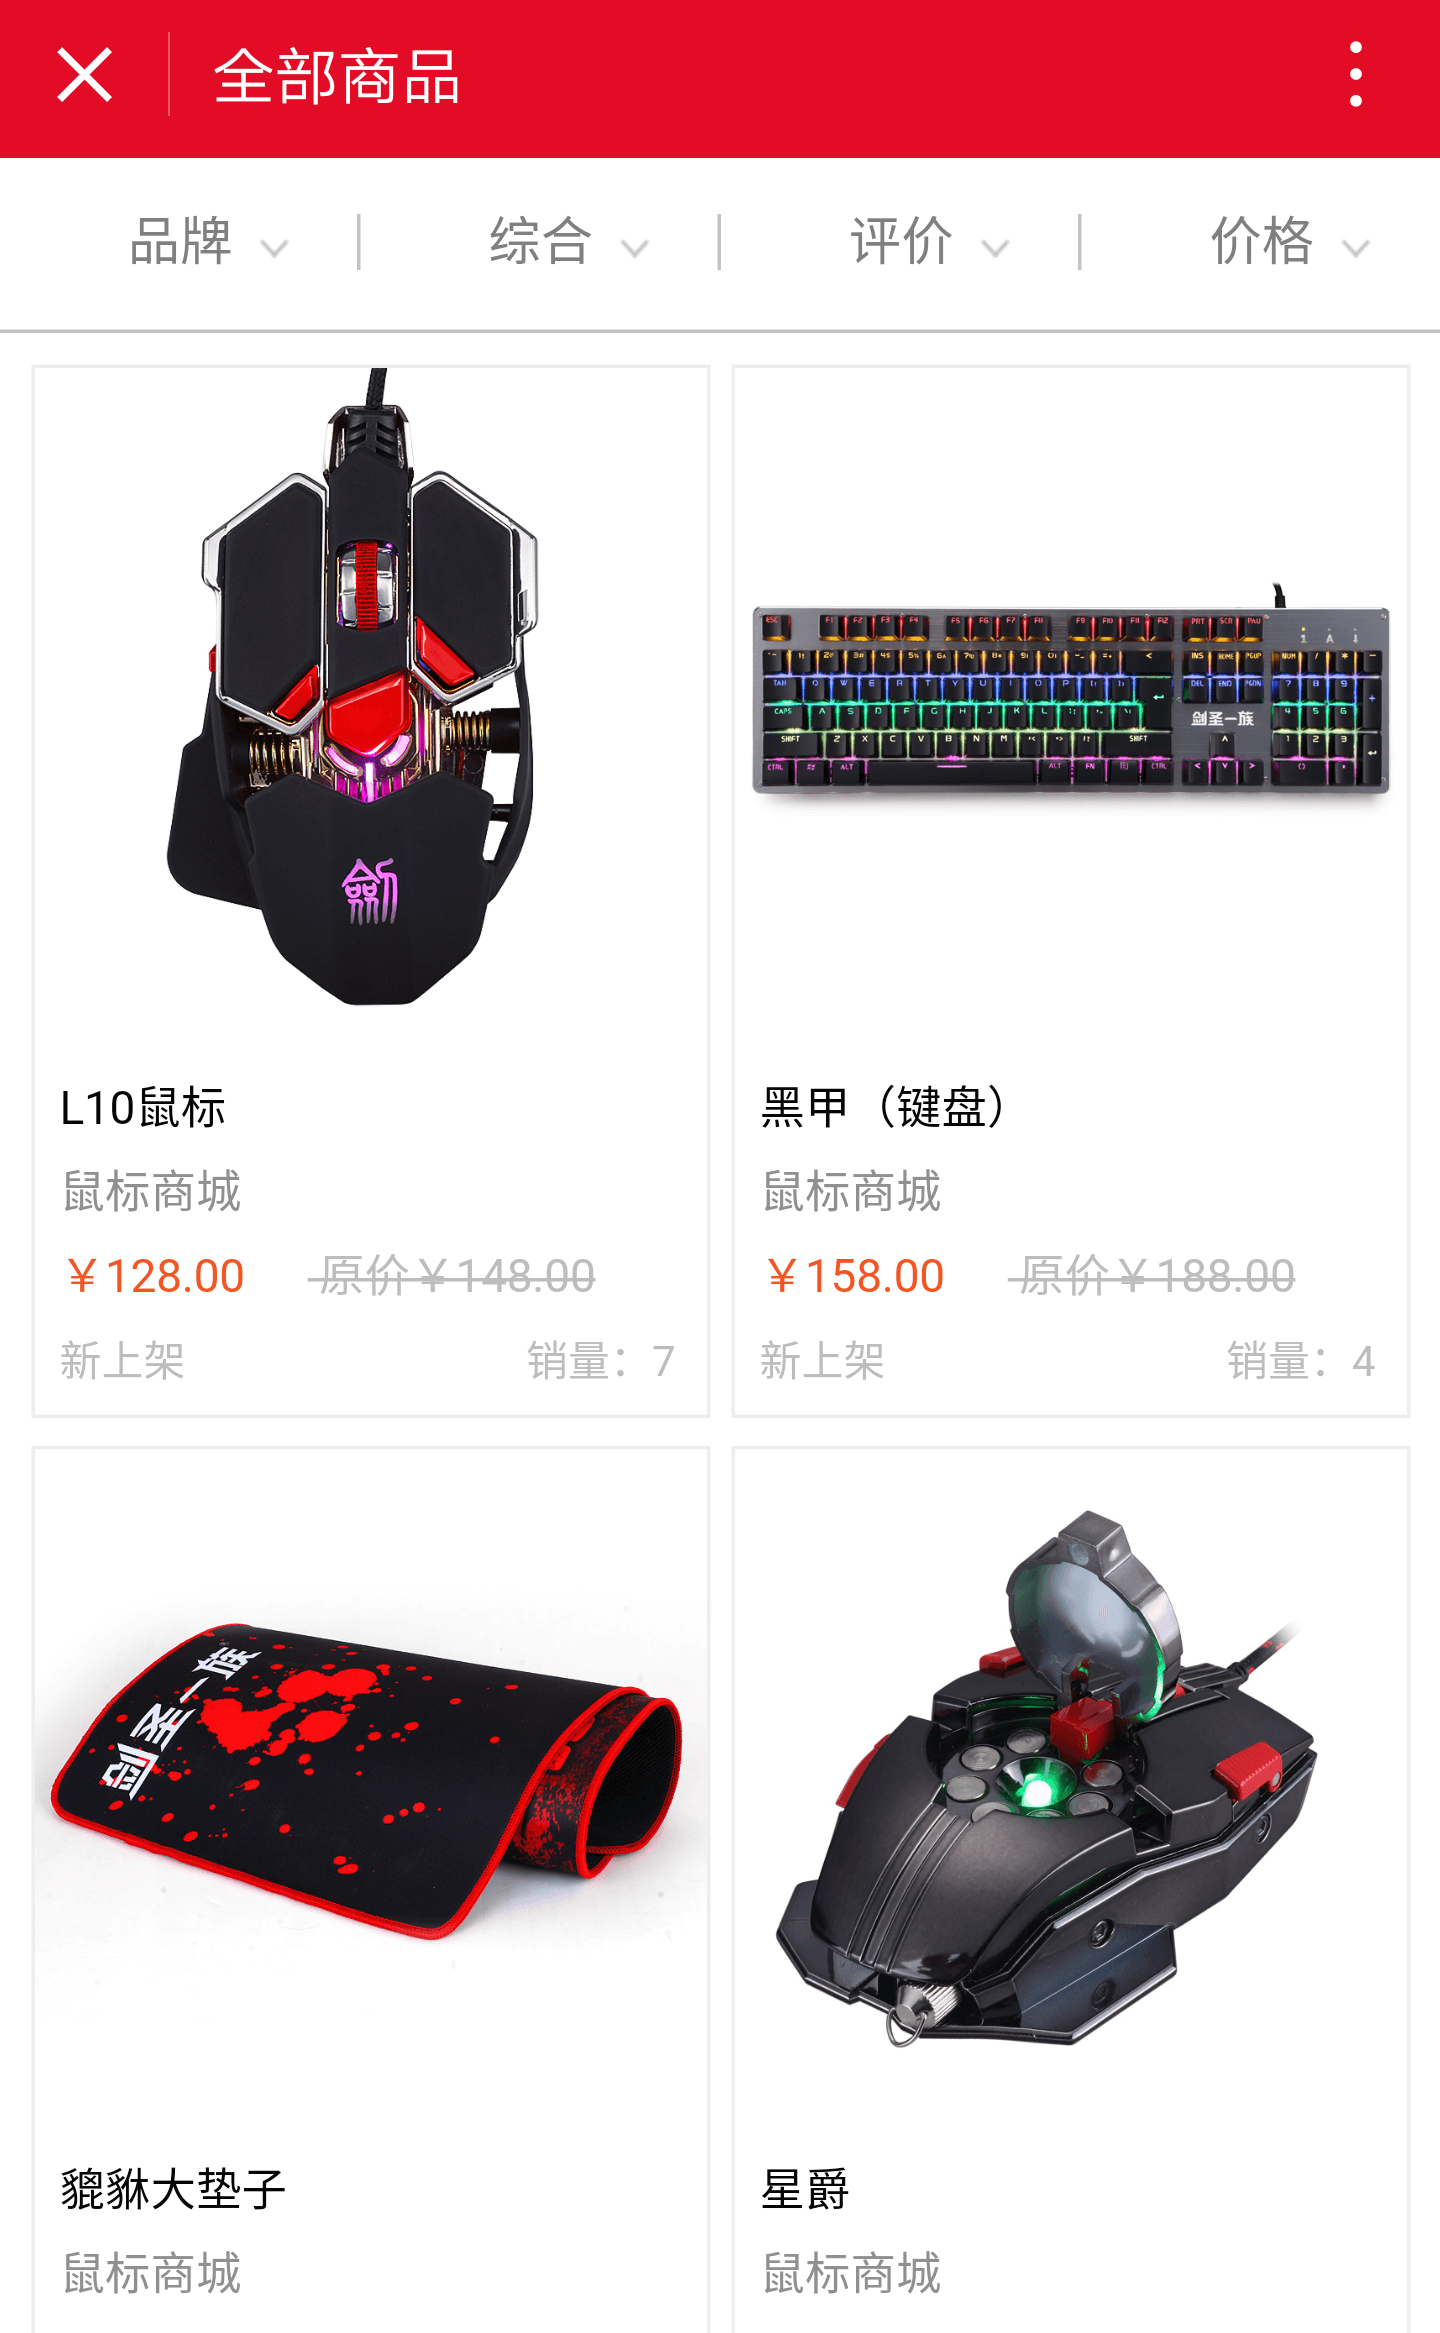 全部商品
品牌 综合 评价 价格
劍
剑圣一族
L10鼠标 黑甲（键盘）
鼠标商城 鼠标商城
￥128.00 原价￥148.00 ￥158.00 原价￥188.00
新上架 销量：7 新上架 销量：4
剑圣一族
貔貅大垫子 星爵
鼠标商城 鼠标商城